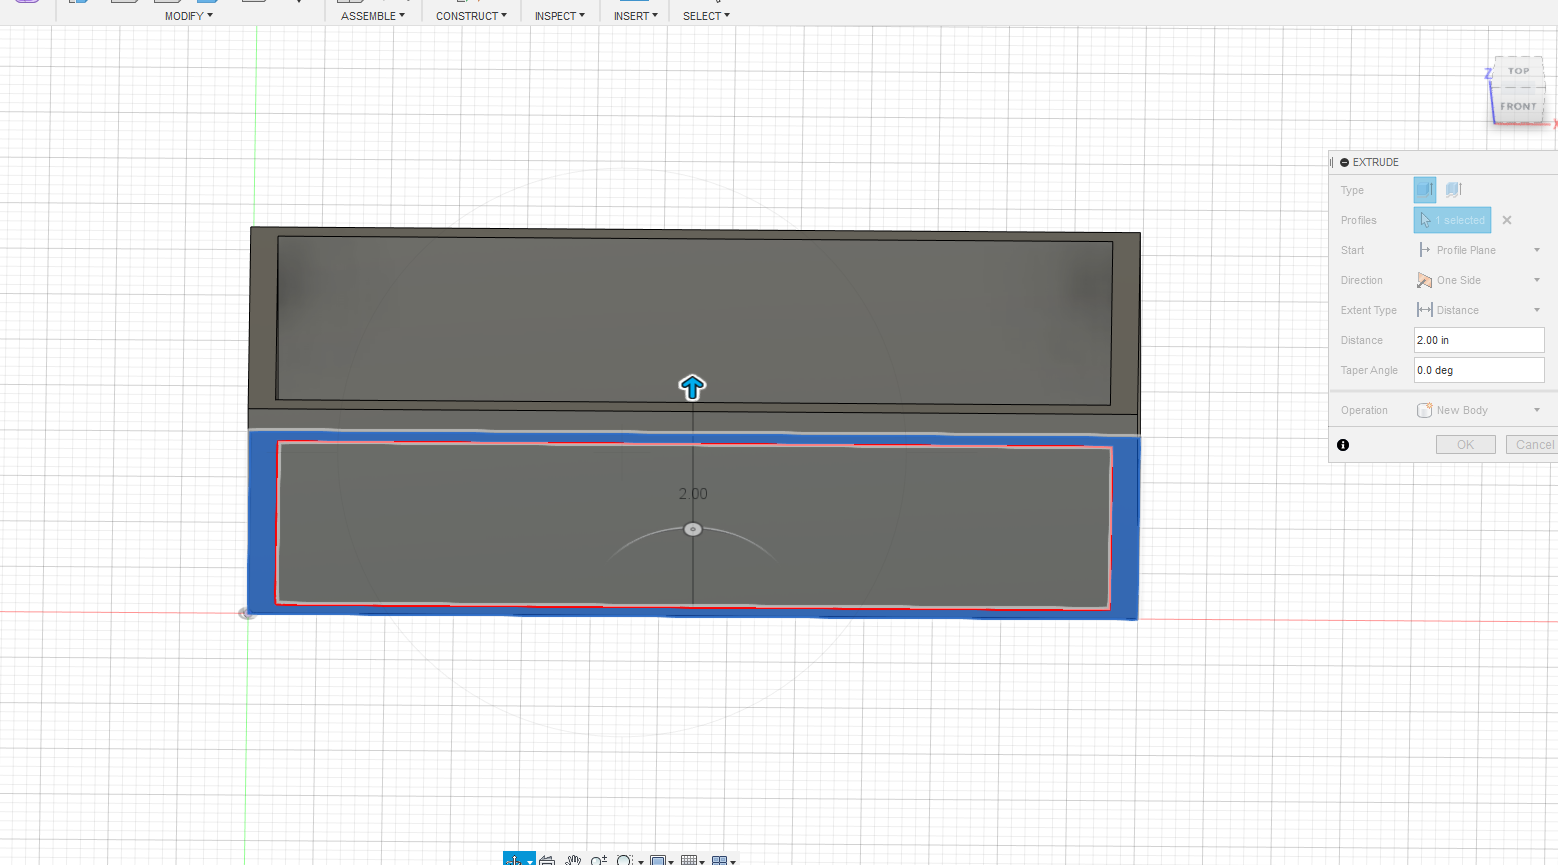 MODIFY
ASSEMBLE
CONSTRUCT
INSPECT
INSERT
SELECT
Z
TOP
FRONT
X
EXTRUDE
Type
Profiles
1 selected
Start
Profile Plane
Direction
One Side
Extent Type
Distance
Distance
2.00 in
Taper Angle
0.0 deg
Operation
New Body
OK
Cancel
2.00